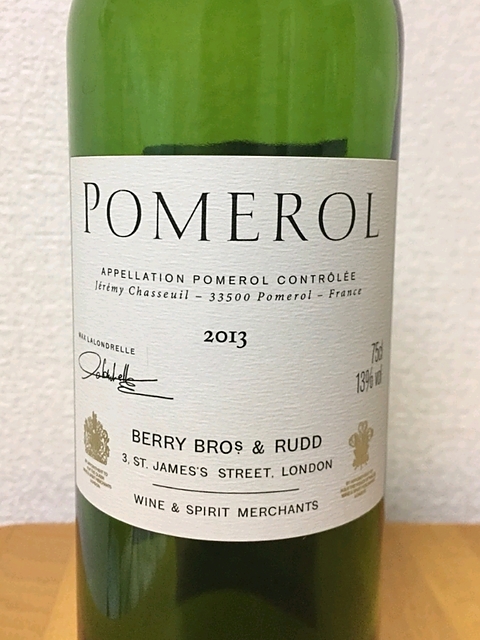 POMEROL
APPELLATION POMEROL CONTRÔLÉE
Jérémy Chasseuil – 33500 Pomerol – France
2013
MAX LALONDRELLE
75cl
13% vol
BERRY BROS & RUDD
3, ST. JAMES'S STREET, LONDON
WINE & SPIRIT MERCHANTS